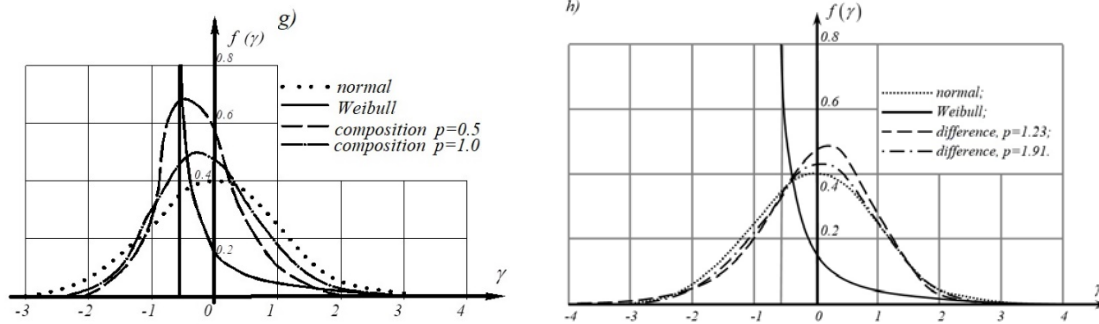 g)
f (γ)
0.8
0.6
0.4
0.2
normal
Weibull
composition p=0.5
composition p=1.0
γ
-3 -2 -1 0 1 2 3 4
h)
f(γ)
0.8
0.6
0.4
0.2
normal;
Weibull;
difference, p=1.23;
difference, p=1.91.
γ
-4 -3 -2 -1 0 1 2 3 4